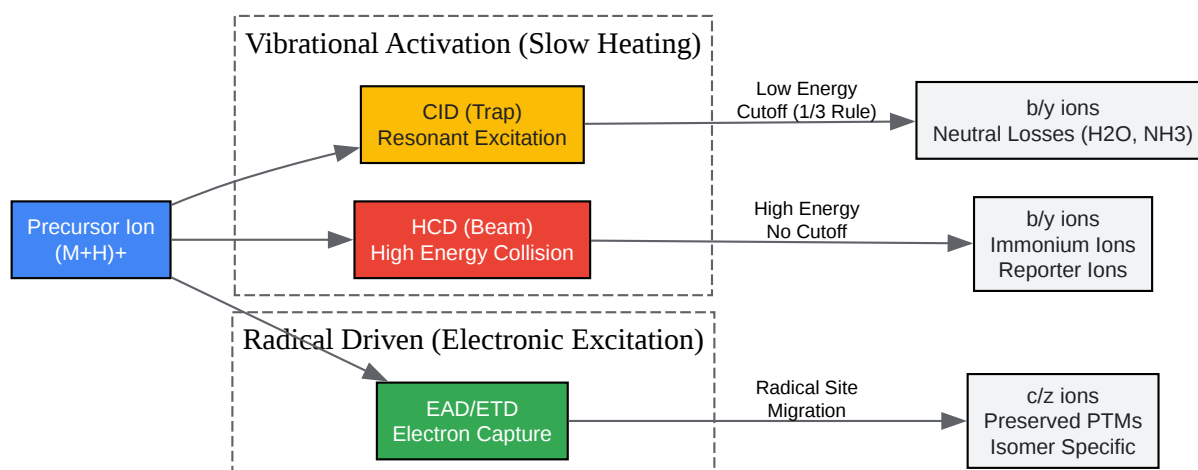 Vibrational Activation (Slow Heating)
CID (Trap)
Resonant Excitation
Low Energy
Cutoff (1/3 Rule)
b/y ions
Neutral Losses (H2O, NH3)
Precursor Ion
(M+H)+
HCD (Beam)
High Energy Collision
High Energy
No Cutoff
b/y ions
Immonium Ions
Reporter Ions
Radical Driven (Electronic Excitation)
EAD/ETD
Electron Capture
Radical Site
Migration
c/z ions
Preserved PTMs
Isomer Specific